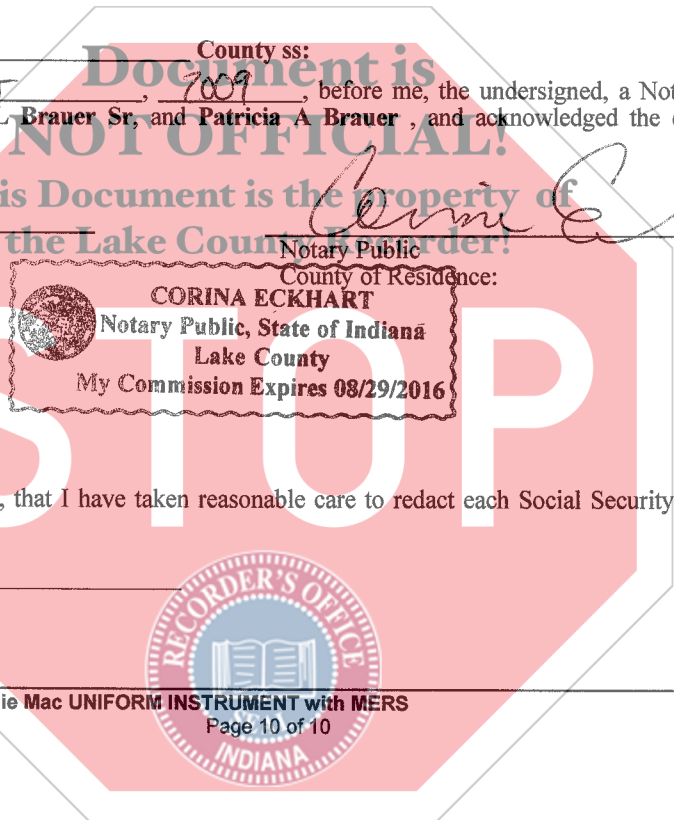 County ss:
Document is
, 2009, before me, the undersigned, a Not
L Brauer Sr, and Patricia A Brauer , and acknowledged the
NOT OFFICIAL!
is Document is the property of
the Lake County Recorder!
Notary Public
County of Residence:
CORINA ECKHART
Notary Public, State of Indiana
Lake County
My Commission Expires 08/29/2016
STOP
, that I have taken reasonable care to redact each Social Security
RECORDER'S OFFICE
INDIANA
ie Mac UNIFORM INSTRUMENT with MERS
Page 10 of 10